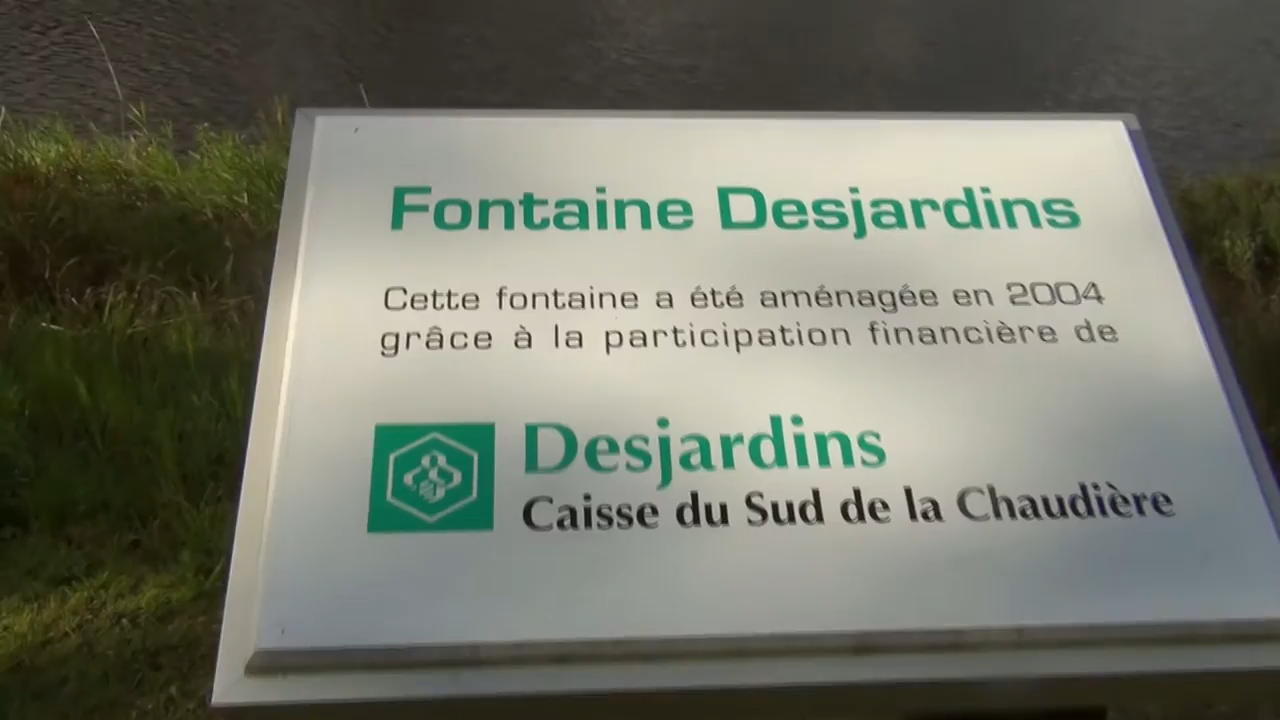 Fontaine Desjardins
Cette fontaine a été aménagée en 2004
grâce à la participation financière de
Desjardins
Caisse du Sud de la Chaudière